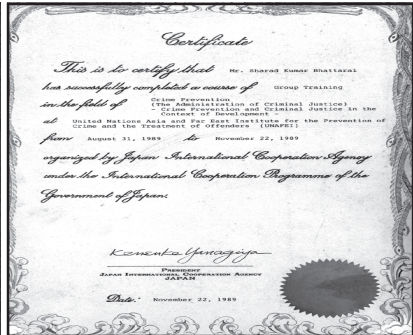 Certificate
This is to certify that Mr. Sharad Kumar Bhattarai
has successfully completed a course of Group Training
in the field of Crime Prevention
(The Administration of Criminal Justice)
- Crime Prevention and Criminal Justice in the
Context of Development -
at United Nations Asia and Far East Institute for the Prevention of
Crime and the Treatment of Offenders (UNAFEI)
from August 31, 1989 to November 22, 1989
organized by Japan International Cooperation Agency
under the International Cooperation Programme of the
Government of Japan.
Kensuke Yanagiya
PRESIDENT
JAPAN INTERNATIONAL COOPERATION AGENCY
JAPAN
Date: November 22, 1989